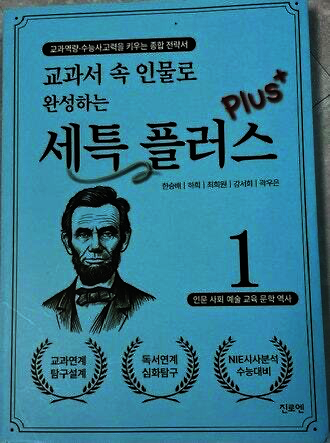 교과역량·수능사고력을 키우는 종합 전략서
교과서 속 인물로
완성하는
세특 플러스
Plus+
한승배 | 하희 | 최희원 | 강서희 | 곽우은
1
인문 사회 예술 교육 문학 역사
교과연계
탐구설계
독서연계
심화탐구
NIE시사분석
수능대비
진로엔